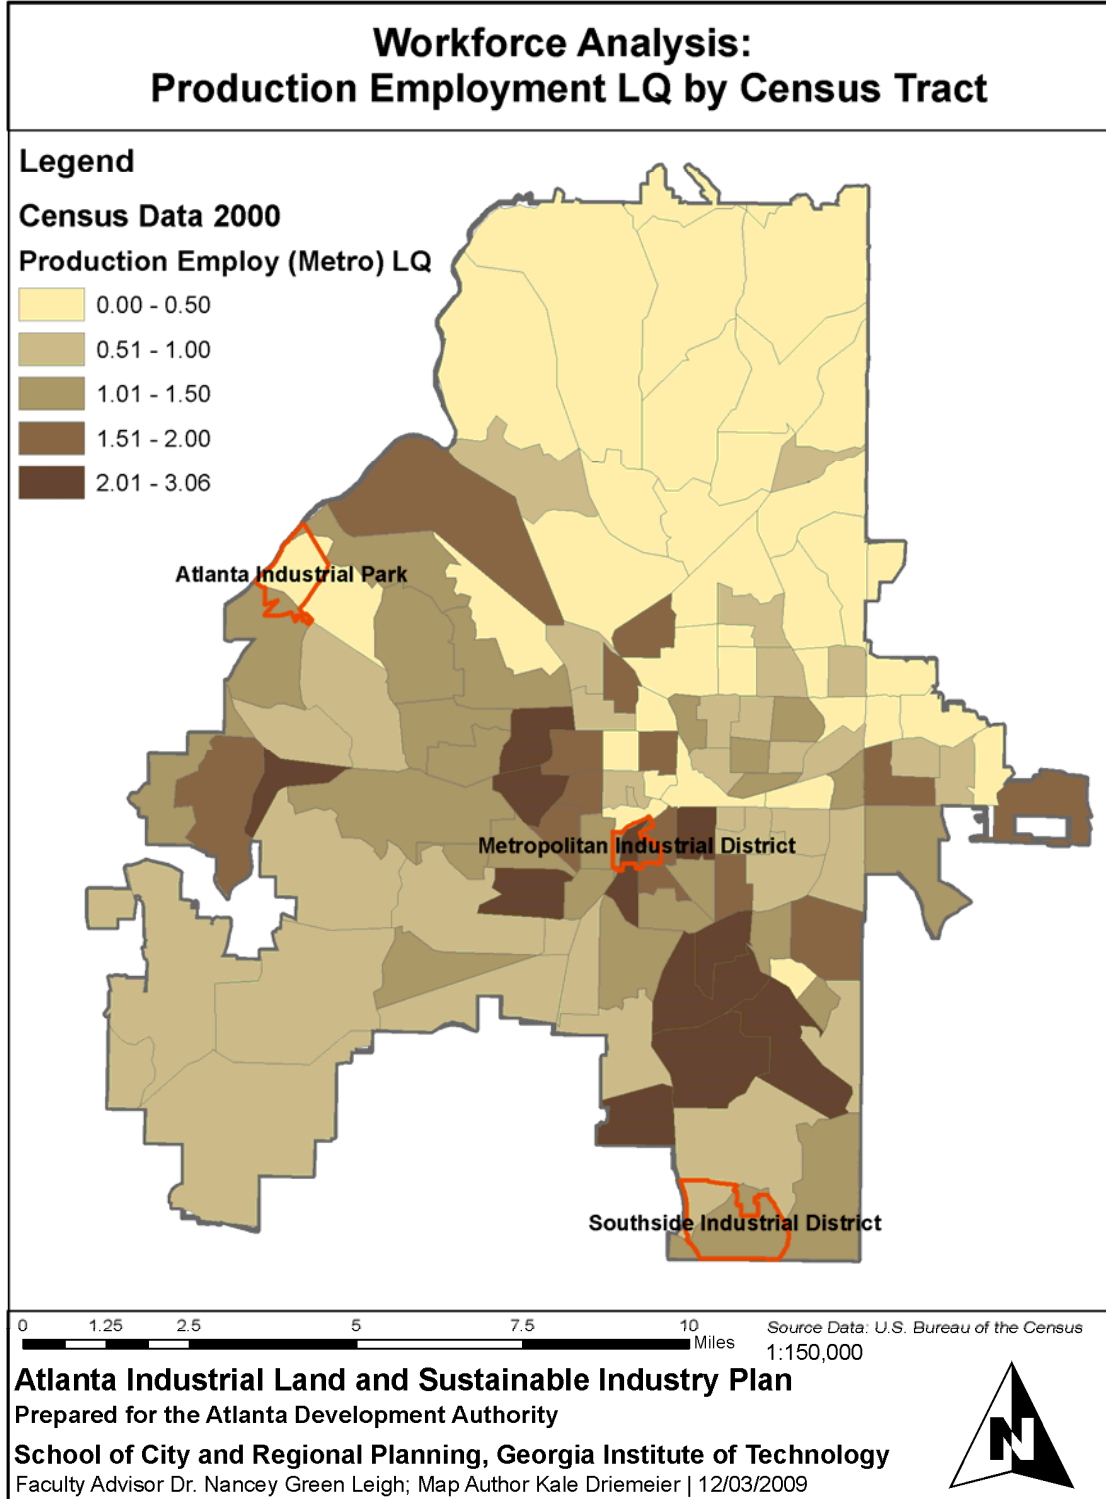 Workforce Analysis:
Production Employment LQ by Census Tract
Legend
Census Data 2000
Production Employ (Metro) LQ
0.00 - 0.50
0.51 - 1.00
1.01 - 1.50
1.51 - 2.00
2.01 - 3.06
Atlanta Industrial Park
Metropolitan Industrial District
Southside Industrial District
0 1.25 2.5 5 7.5 10 Miles
Source Data: U.S. Bureau of the Census
1:150,000
Atlanta Industrial Land and Sustainable Industry Plan
Prepared for the Atlanta Development Authority
School of City and Regional Planning, Georgia Institute of Technology
Faculty Advisor Dr. Nancey Green Leigh; Map Author Kale Driemeier | 12/03/2009
N